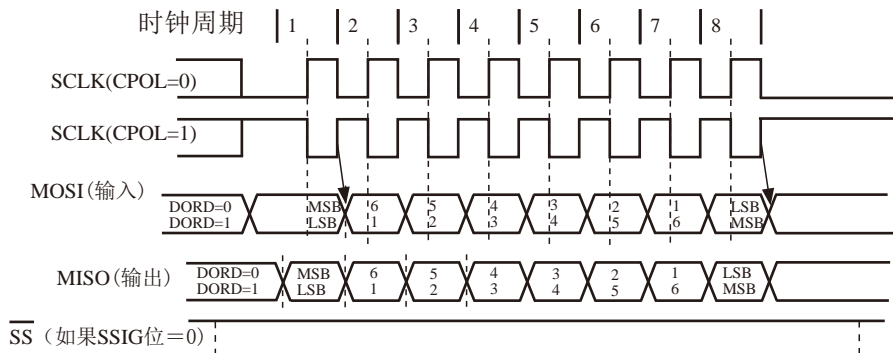 时钟周期 1 2 3 4 5 6 7 8
SCLK(CPOL=0)
SCLK(CPOL=1)
MOSI(输入)
DORD=0 MSB 6 5 4 3 2 1 LSB
DORD=1 LSB 1 2 3 4 5 6 MSB
MISO(输出)
DORD=0 MSB 6 5 4 3 2 1 LSB
DORD=1 LSB 1 2 3 4 5 6 MSB
SS(如果SSIG位=0)